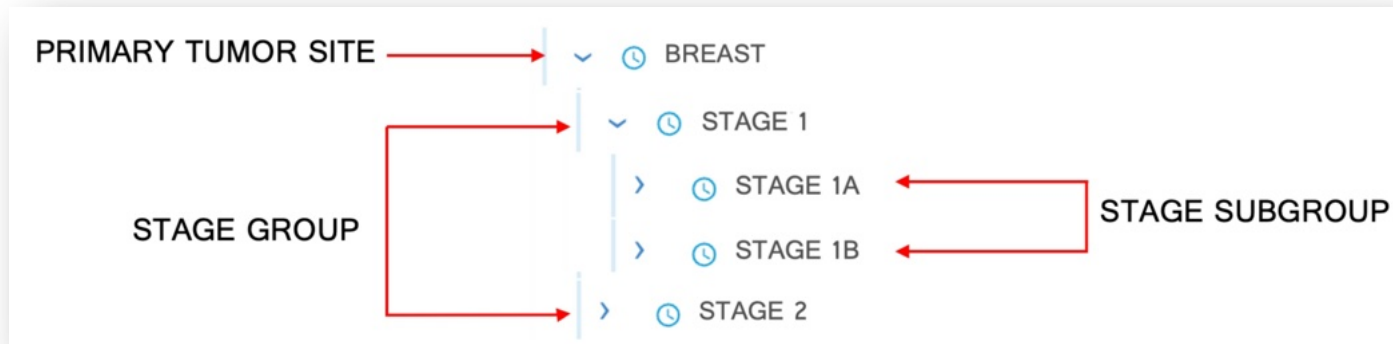 PRIMARY TUMOR SITE
BREAST
STAGE 1
STAGE 1A
STAGE GROUP
STAGE SUBGROUP
STAGE 1B
STAGE 2